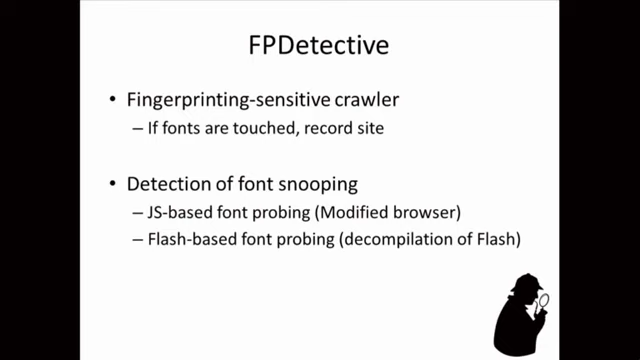 FPDetective
• Fingerprinting-sensitive crawler
– If fonts are touched, record site
• Detection of font snooping
– JS-based font probing (Modified browser)
– Flash-based font probing (decompilation of Flash)